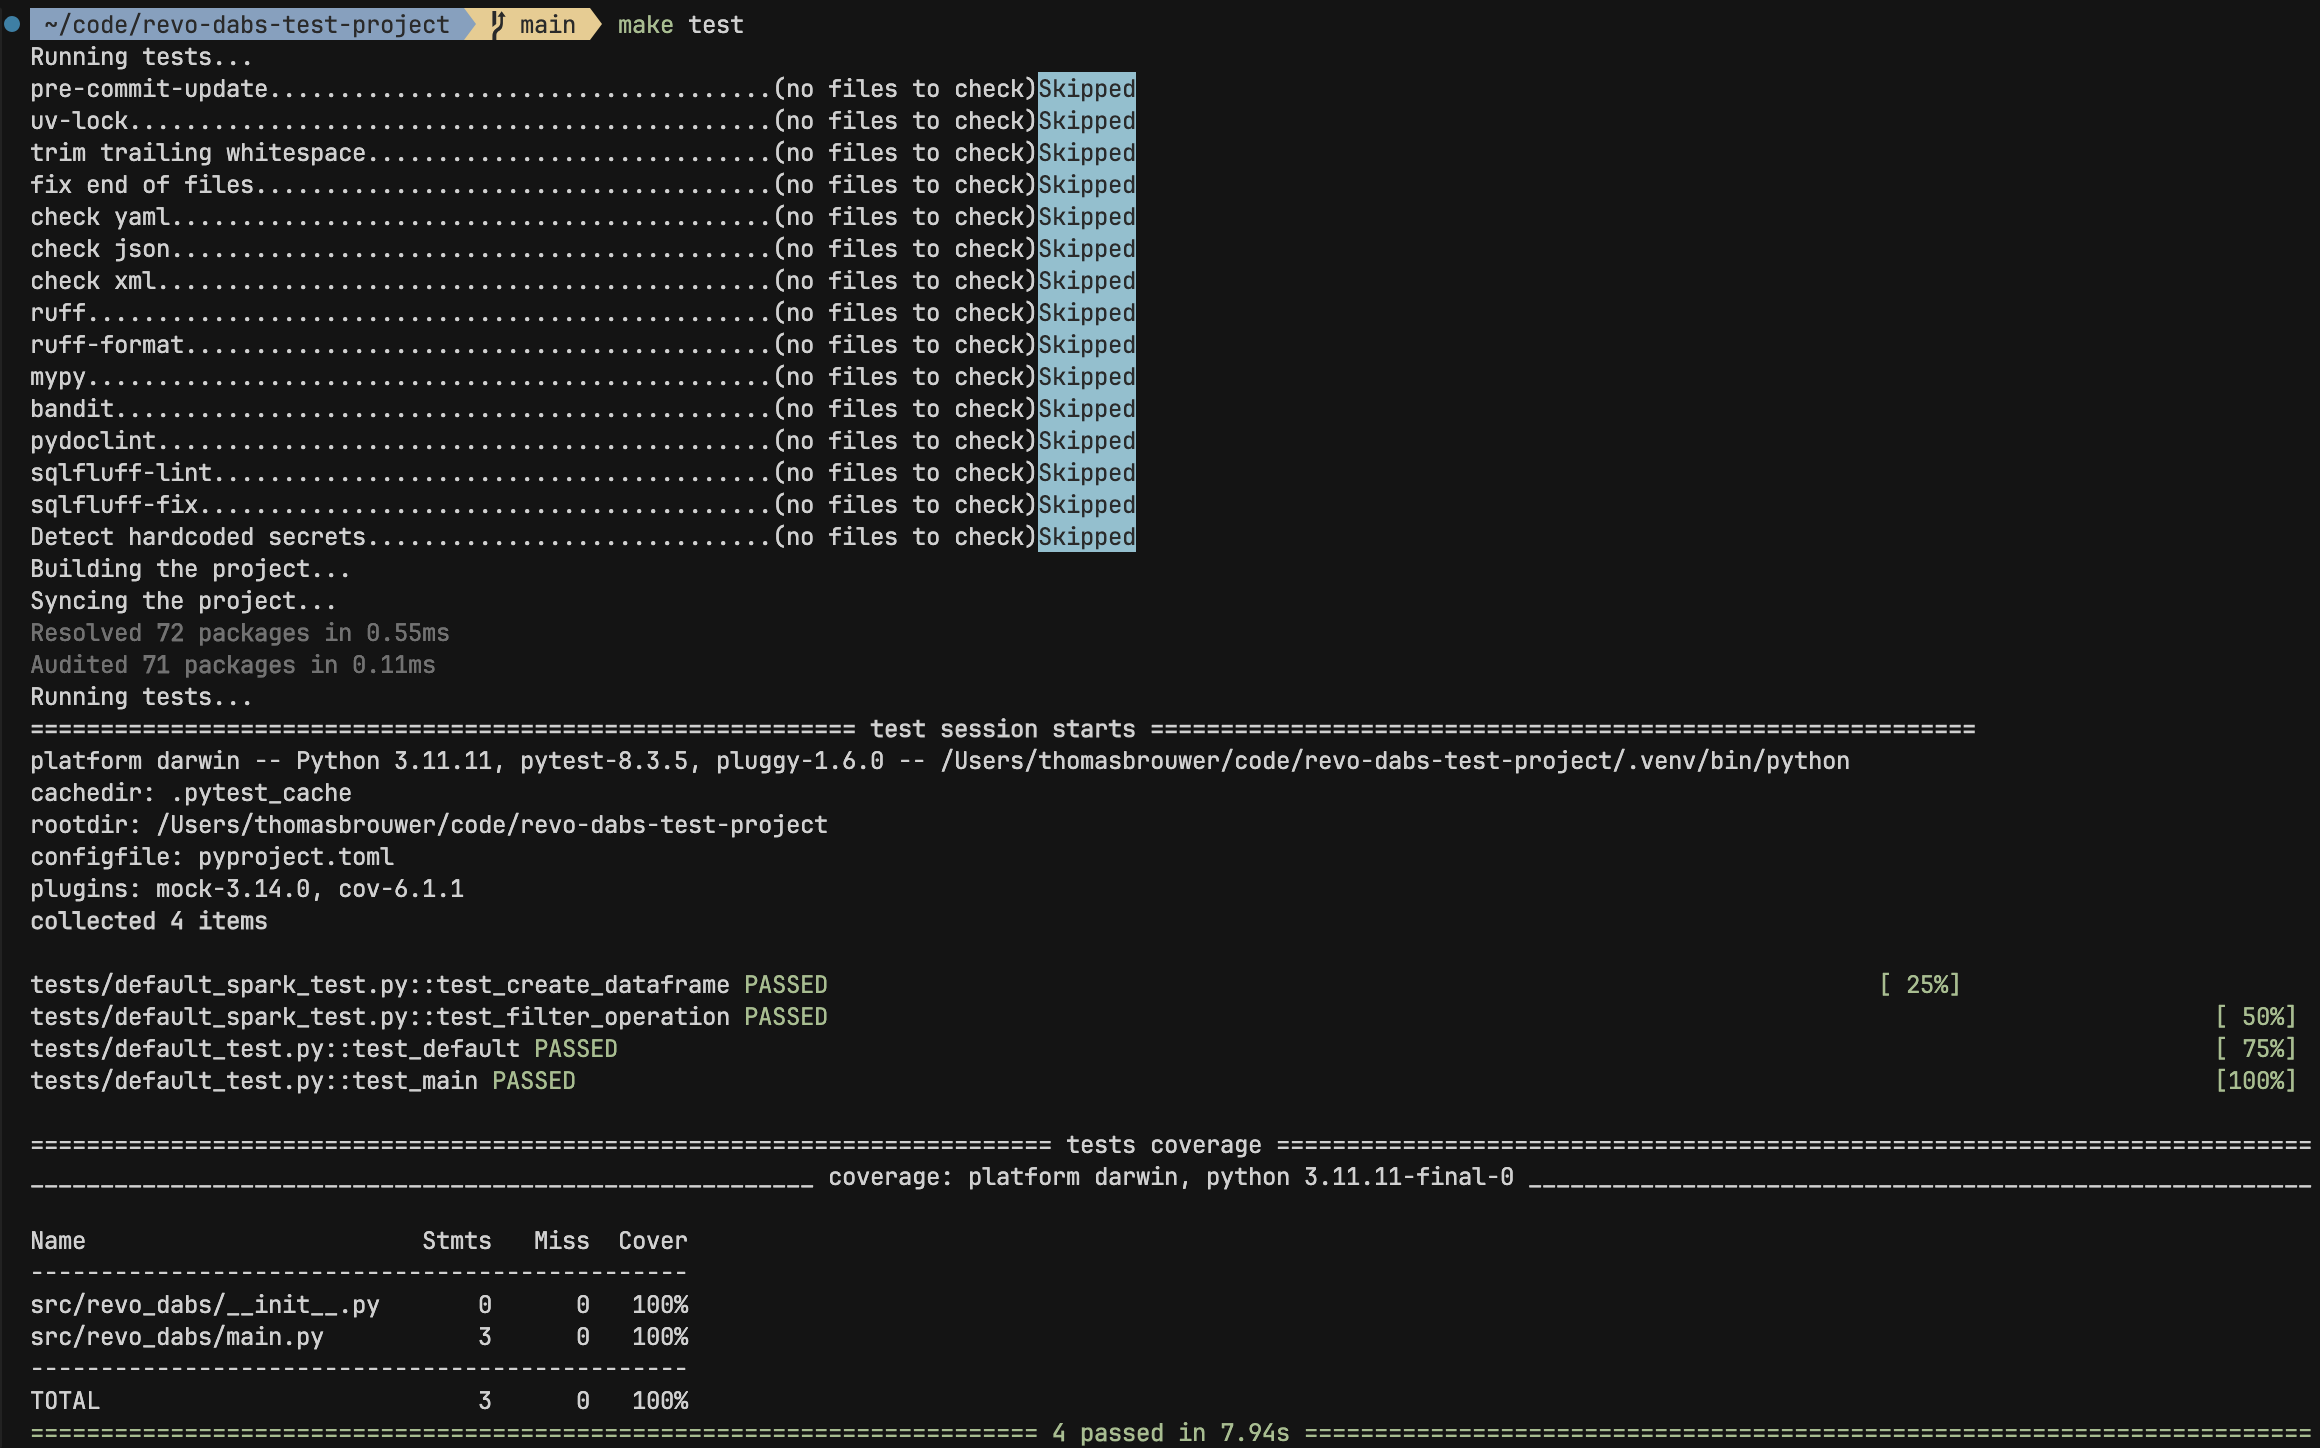 ~/code/revo-dabs-test-project main make test
Running tests...
pre-commit-update....................................(no files to check)Skipped
uv-lock..............................................(no files to check)Skipped
trim trailing whitespace.............................(no files to check)Skipped
fix end of files.....................................(no files to check)Skipped
check yaml...........................................(no files to check)Skipped
check json...........................................(no files to check)Skipped
check xml............................................(no files to check)Skipped
ruff.................................................(no files to check)Skipped
ruff-format..........................................(no files to check)Skipped
mypy.................................................(no files to check)Skipped
bandit...............................................(no files to check)Skipped
pydoclint............................................(no files to check)Skipped
sqlfluff-lint........................................(no files to check)Skipped
sqlfluff-fix.........................................(no files to check)Skipped
Detect hardcoded secrets.............................(no files to check)Skipped
Building the project...
Syncing the project...
Resolved 72 packages in 0.55ms
Audited 71 packages in 0.11ms
Running tests...
=========================================================== test session starts ===========================================================
platform darwin -- Python 3.11.11, pytest-8.3.5, pluggy-1.6.0 -- /Users/thomasbrouwer/code/revo-dabs-test-project/.venv/bin/python
cachedir: .pytest_cache
rootdir: /Users/thomasbrouwer/code/revo-dabs-test-project
configfile: pyproject.toml
plugins: mock-3.14.0, cov-6.1.1
collected 4 items
tests/default_spark_test.py::test_create_dataframe PASSED [ 25%]
tests/default_spark_test.py::test_filter_operation PASSED [ 50%]
tests/default_test.py::test_default PASSED [ 75%]
tests/default_test.py::test_main PASSED [100%]
========================================================================= tests coverage ==========================================================================
________________________________________________________ coverage: platform darwin, python 3.11.11-final-0 ________________________________________________________
Name Stmts Miss Cover
-----------------------------------------------
src/revo_dabs/__init__.py 0 0 100%
src/revo_dabs/main.py 3 0 100%
-----------------------------------------------
TOTAL 3 0 100%
======================================================================== 4 passed in 7.94s ========================================================================